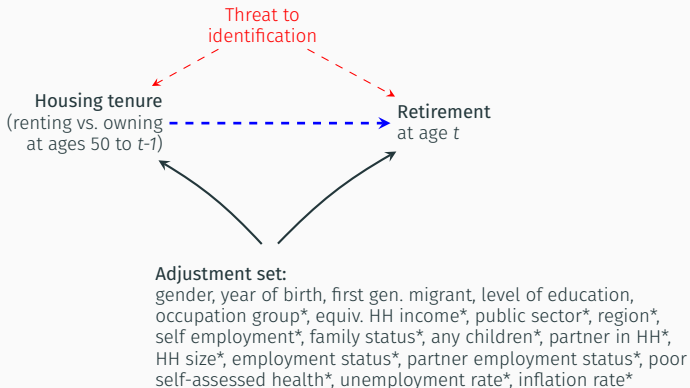 Threat to
identification
Housing tenure
(renting vs. owning
at ages 50 to t-1)
Retirement
at age t
Adjustment set:
gender, year of birth, first gen. migrant, level of education,
occupation group*, equiv. HH income*, public sector*, region*,
self employment*, family status*, any children*, partner in HH*,
HH size*, employment status*, partner employment status*, poor
self-assessed health*, unemployment rate*, inflation rate*